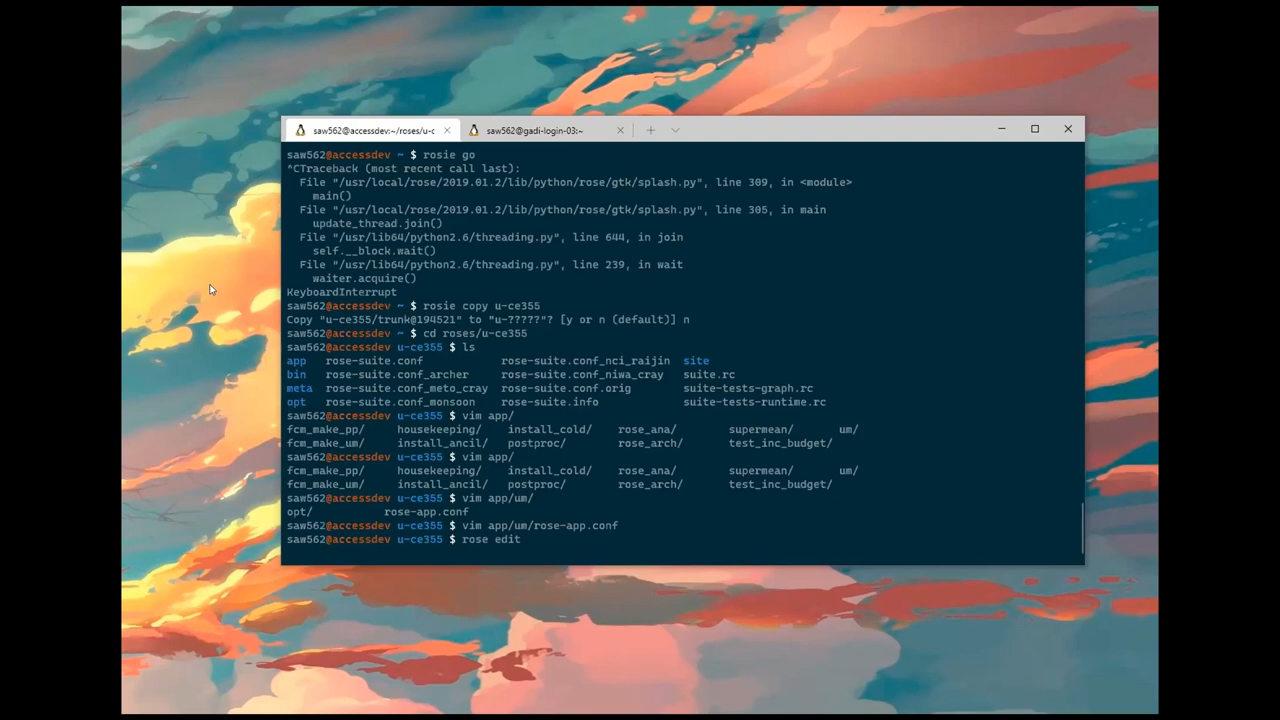 saw562@accessdev:~/roses/u-c
saw562@gadi-login-03:~
saw562@accessdev ~ $ rosie go
^CTraceback (most recent call last):
  File "/usr/local/rose/2019.01.2/lib/python/rose/gtk/splash.py", line 309, in <module>
    main()
  File "/usr/local/rose/2019.01.2/lib/python/rose/gtk/splash.py", line 305, in main
    update_thread.join()
  File "/usr/lib64/python2.6/threading.py", line 644, in join
    self.__block.wait()
  File "/usr/lib64/python2.6/threading.py", line 239, in wait
    waiter.acquire()
KeyboardInterrupt
saw562@accessdev ~ $ rosie copy u-ce355
Copy "u-ce355/trunk@194521" to "u-?????"? [y or n (default)] n
saw562@accessdev ~ $ cd roses/u-ce355
saw562@accessdev u-ce355 $ ls
app   rose-suite.conf            rose-suite.conf_nci_raijin  site
bin   rose-suite.conf_archer     rose-suite.conf_niwa_cray   suite.rc
meta  rose-suite.conf_meto_cray  rose-suite.conf.orig        suite-tests-graph.rc
opt   rose-suite.conf_monsoon    rose-suite.info             suite-tests-runtime.rc
saw562@accessdev u-ce355 $ vim app/
fcm_make_pp/     housekeeping/    install_cold/    rose_ana/        supermean/       um/
fcm_make_um/     install_ancil/   postproc/        rose_arch/       test_inc_budget/
saw562@accessdev u-ce355 $ vim app/
fcm_make_pp/     housekeeping/    install_cold/    rose_ana/        supermean/       um/
fcm_make_um/     install_ancil/   postproc/        rose_arch/       test_inc_budget/
saw562@accessdev u-ce355 $ vim app/um/
opt/           rose-app.conf
saw562@accessdev u-ce355 $ vim app/um/rose-app.conf
saw562@accessdev u-ce355 $ rose edit